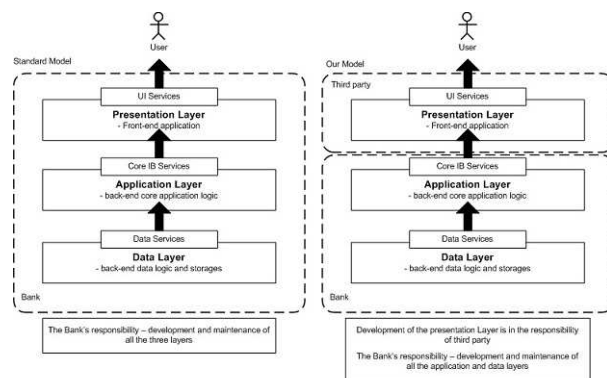 User
Standard Model
UI Services
Presentation Layer
- Front-end application
Core IB Services
Application Layer
- back-end core application logic
Data Services
Data Layer
- back-end data logic and storages
Bank
The Bank's responsibility – development and maintenance of
all the three layers
User
Our Model
Third party
UI Services
Presentation Layer
- Front-end application
Core IB Services
Application Layer
- back-end core application logic
Data Services
Data Layer
- back-end data logic and storages
Bank
Development of the presentation Layer is in the responsibility
of third party
The Bank's responsibility – development and maintenance of
all the application and data layers